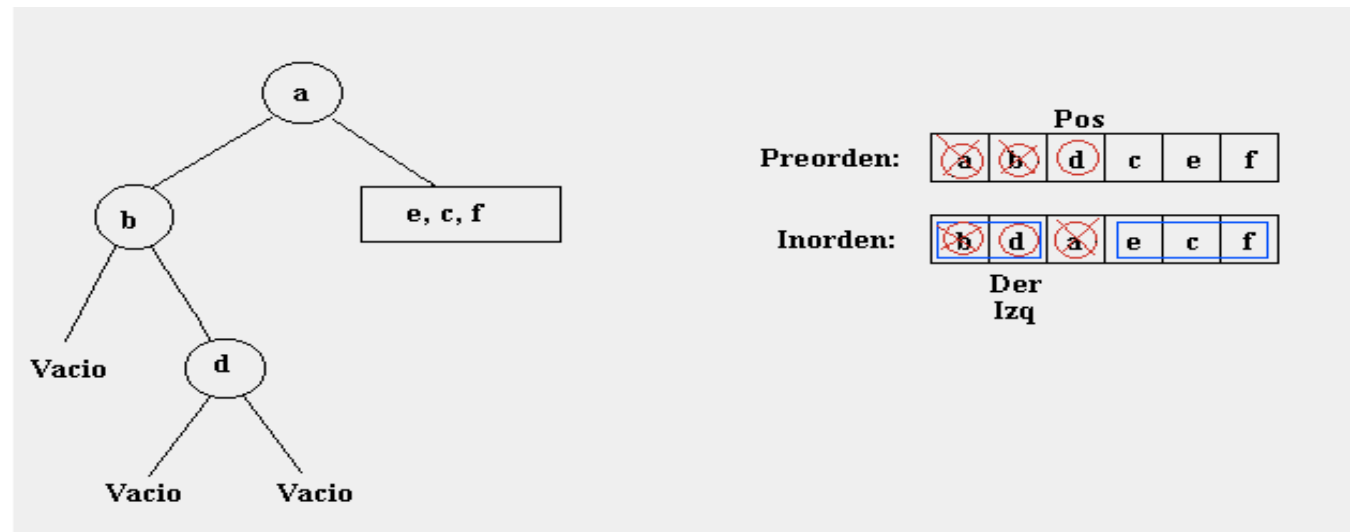 a
b
e, c, f
Vacio
d
Vacio
Vacio
Pos
Preorden: a b d c e f
Inorden: b d a e c f
Der
Izq